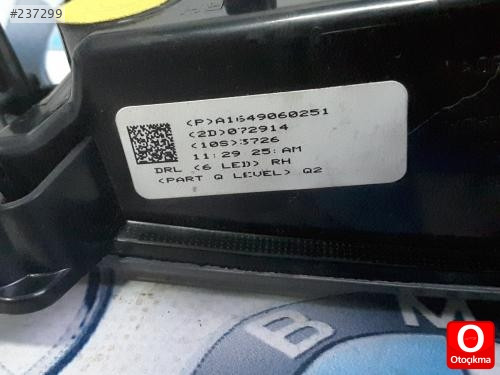 #237299
(P)A1649060251
(2D)072914
(10S)3726
11:29 25:AM
DRL (6 LED) RH
(PART Q LEVEL) Q2
B M
O
Otoçıkma